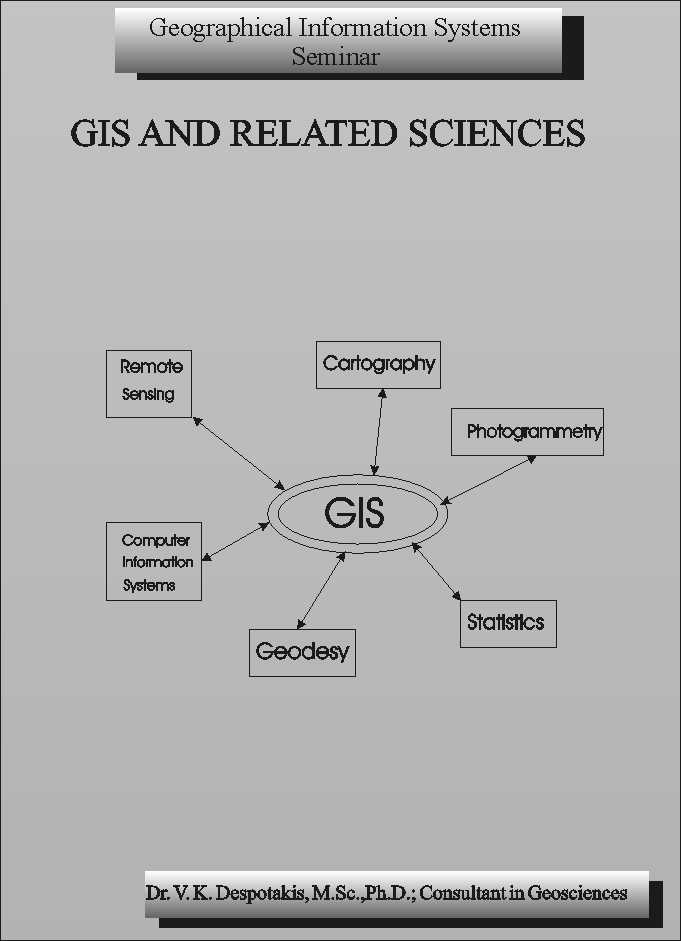 Geographical Information Systems
Seminar
GIS AND RELATED SCIENCES
Remote
Sensing
Cartography
Photogrammetry
GIS
Computer
Information
Systems
Statistics
Geodesy
Dr. V. K. Despotakis, M.Sc.,Ph.D.; Consultant in Geosciences